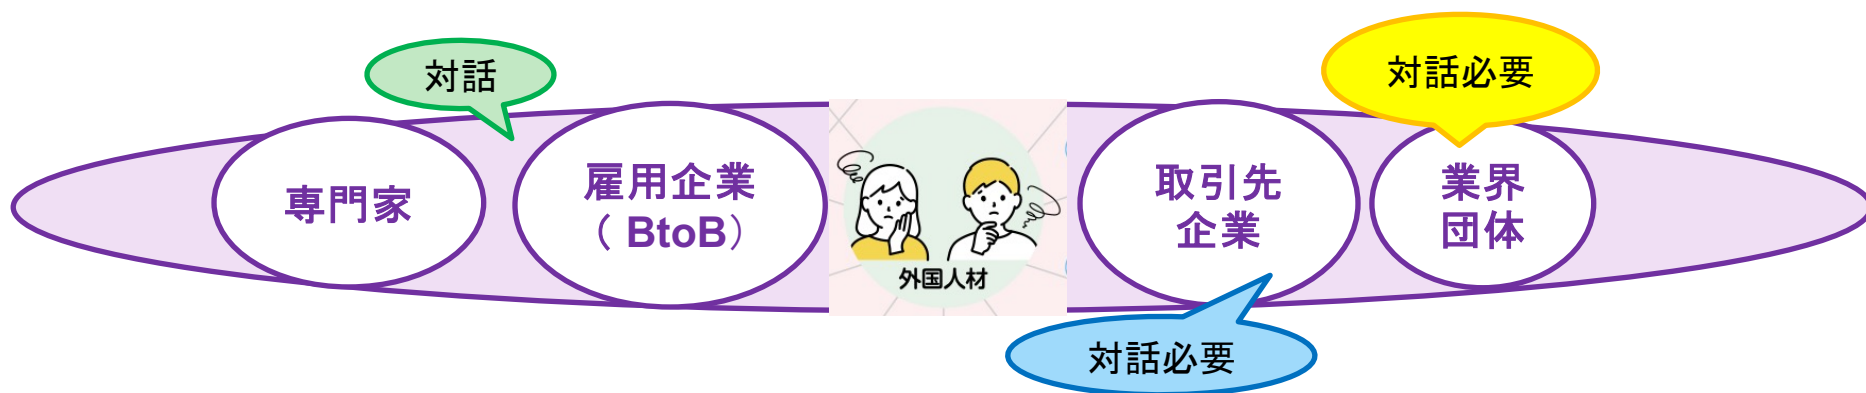 対話
対話必要
専門家
雇用企業
（ BtoB）
外国人材
取引先
企業
業界
団体
対話必要